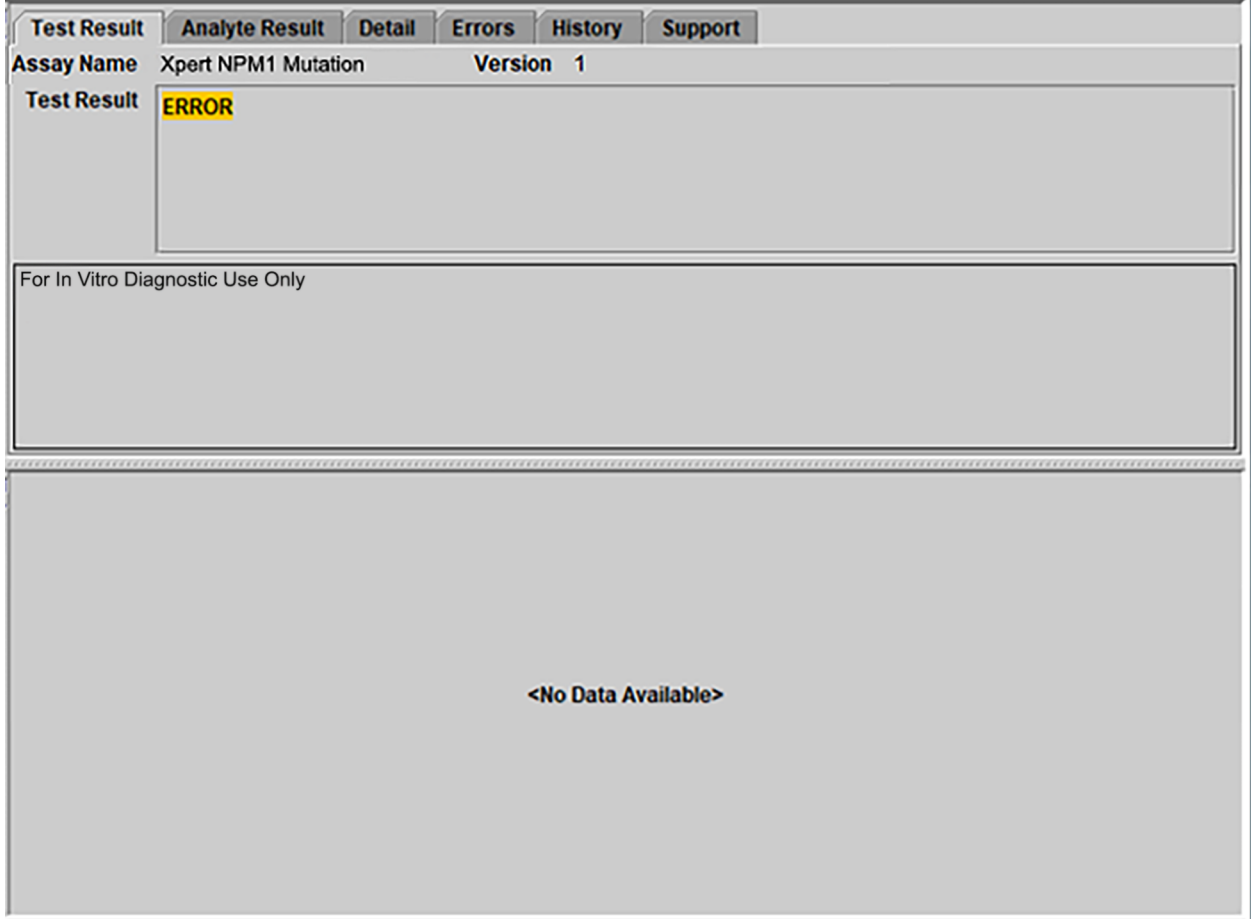 Test Result Analyte Result Detail Errors History Support
Assay Name Xpert NPM1 Mutation Version 1
Test Result ERROR
For In Vitro Diagnostic Use Only
<No Data Available>